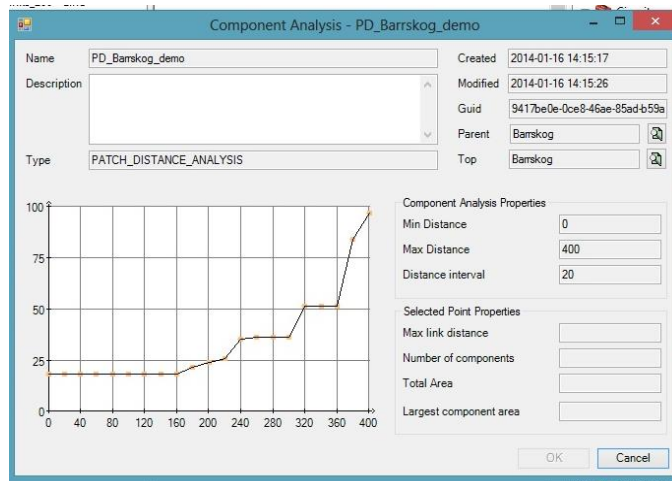 Component Analysis - PD_Barrskog_demo
Name PD_Barrskog_demo
Description
Type PATCH_DISTANCE_ANALYSIS
Created 2014-01-16 14:15:17
Modified 2014-01-16 14:15:26
Guid 9417be0e-0ce8-46ae-85ad-b59a
Parent Barrskog
Top Barrskog
100
75
50
25
0
0 40 80 120 160 200 240 280 320 360 400
Component Analysis Properties
Min Distance 0
Max Distance 400
Distance interval 20
Selected Point Properties
Max link distance
Number of components
Total Area
Largest component area
OK Cancel